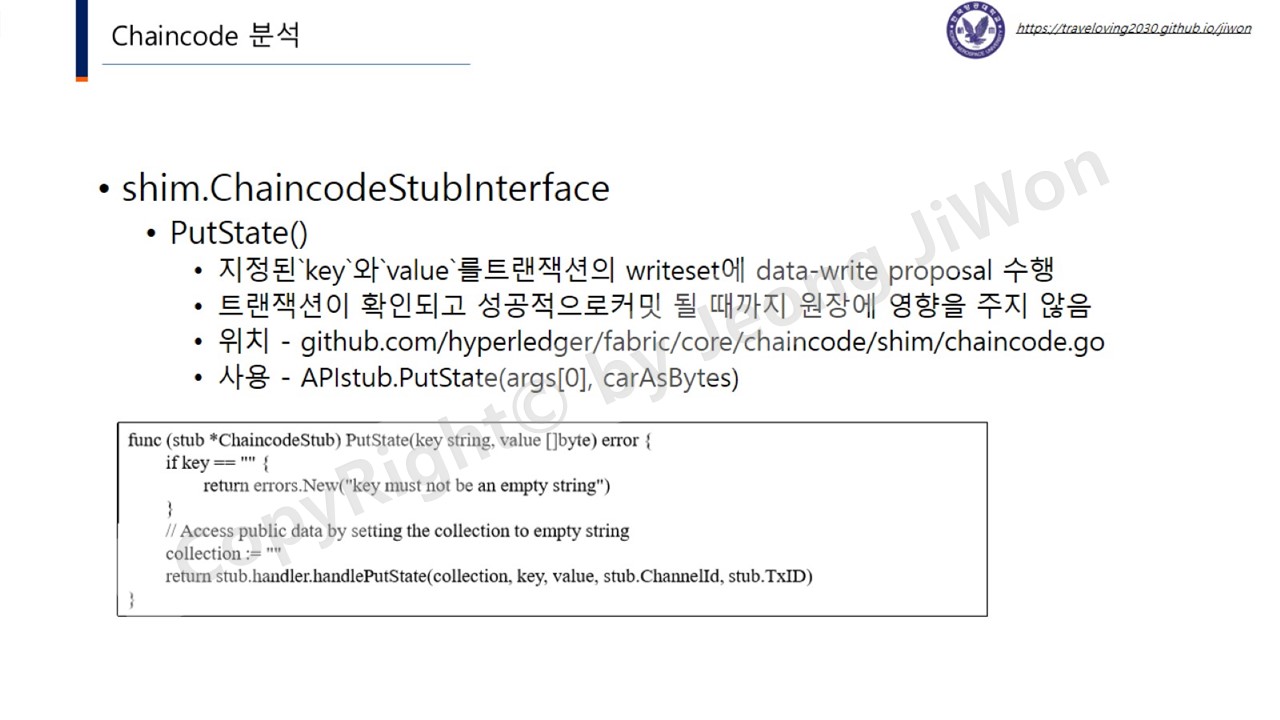 Chaincode 분석
https://traveloving2030.github.io/jiwon
• shim.ChaincodeStubInterface
• PutState()
• 지정된`key`와`value`를트랜잭션의 writeset에 data-write proposal 수행
• 트랜잭션이 확인되고 성공적으로커밋 될 때까지 원장에 영향을 주지 않음
• 위치 - github.com/hyperledger/fabric/core/chaincode/shim/chaincode.go
• 사용 - APIstub.PutState(args[0], carAsBytes)
func (stub *ChaincodeStub) PutState(key string, value []byte) error {
if key == "" {
return errors.New("key must not be an empty string")
}
// Access public data by setting the collection to empty string
collection := ""
return stub.handler.handlePutState(collection, key, value, stub.ChannelId, stub.TxID)
}
CopyRight© by Jeong JiWon